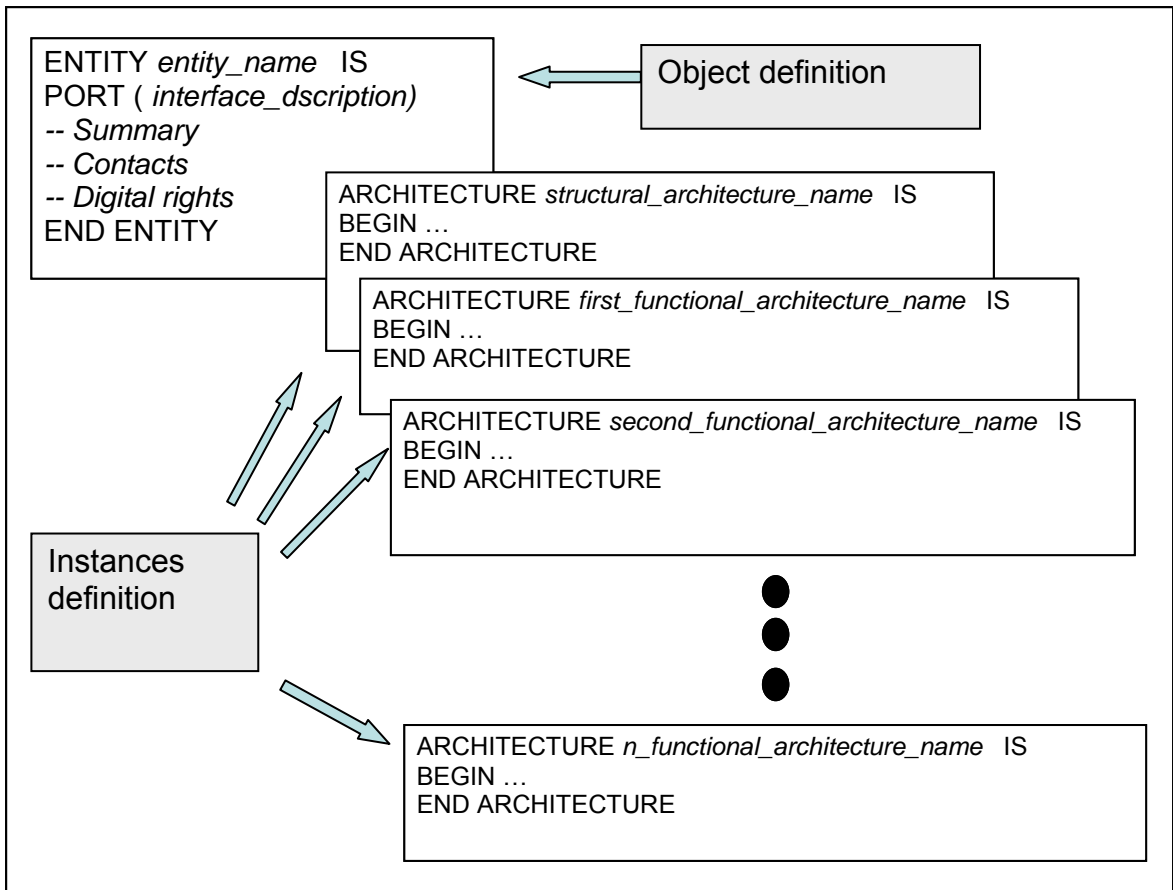 ENTITY entity_name IS
PORT ( interface_dscription)
-- Summary
-- Contacts
-- Digital rights
END ENTITY
Object definition
ARCHITECTURE structural_architecture_name IS
BEGIN …
END ARCHITECTURE
ARCHITECTURE first_functional_architecture_name IS
BEGIN …
END ARCHITECTURE
ARCHITECTURE second_functional_architecture_name IS
BEGIN …
END ARCHITECTURE
Instances
definition
ARCHITECTURE n_functional_architecture_name IS
BEGIN …
END ARCHITECTURE